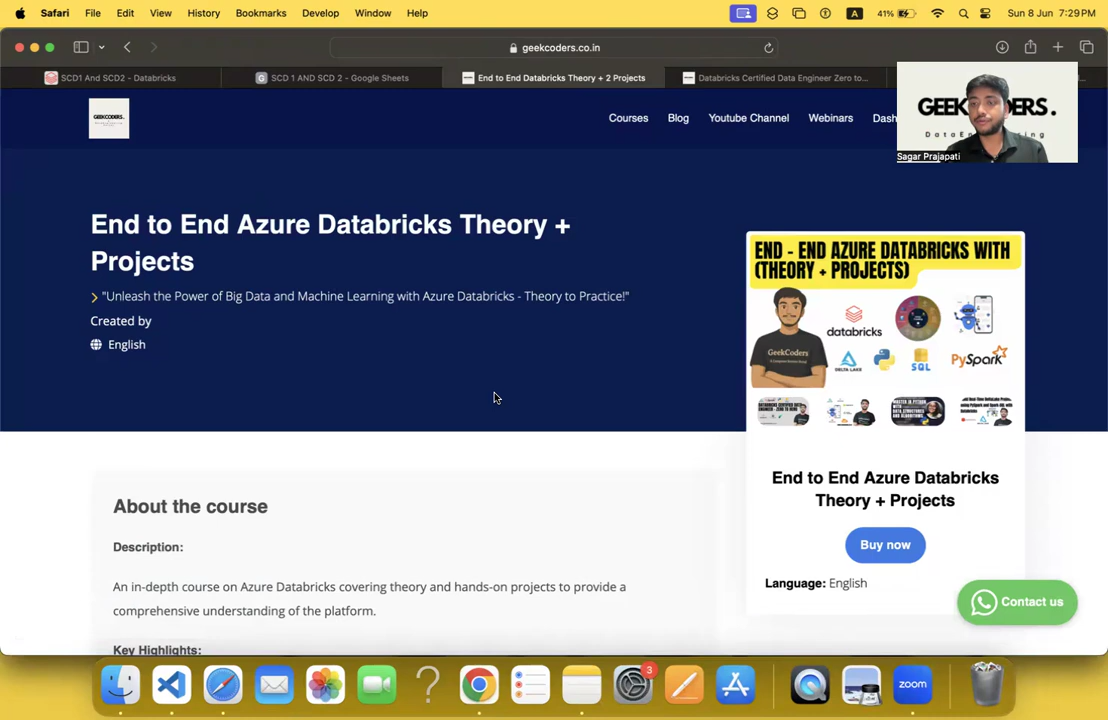 Safari File Edit View History Bookmarks Develop Window Help
A 41% Sun 8 Jun 7:29 PM
geekcoders.co.in
SCD1 And SCD2 - Databricks
SCD 1 AND SCD 2 - Google Sheets
End to End Databricks Theory + 2 Projects
Databricks Certified Data Engineer Zero to...
GEEKCODERS.
Courses Blog Youtube Channel Webinars Dash
GEEKCODERS.
Sagar Prajapati
End to End Azure Databricks Theory +
Projects
"Unleash the Power of Big Data and Machine Learning with Azure Databricks - Theory to Practice!"
Created by
English
END - END AZURE DATABRICKS WITH
(THEORY + PROJECTS)
databricks
GeekCoders
DELTA LAKE
SQL
PySpark
End to End Azure Databricks
Theory + Projects
Buy now
Language: English
Contact us
About the course
Description:
An in-depth course on Azure Databricks covering theory and hands-on projects to provide a
comprehensive understanding of the platform.
Key Highlights:
3
zoom